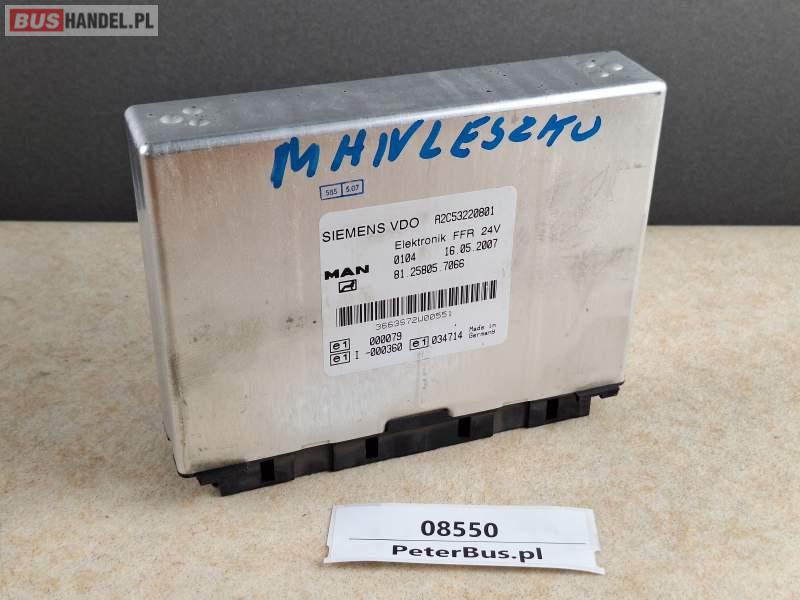 BUSHANDEL.PL
585 5.07
SIEMENS VDO A2C53220801
Elektronik FFR 24V
0104 16.05.2007
MAN 81.25805.7066
3663972U00551
e1 000079 Made in
e1 I -000360 e1 034714 Germany
08550
PeterBus.pl